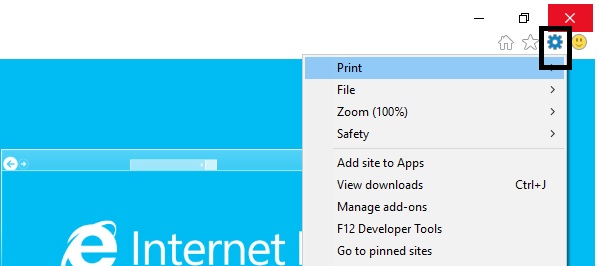 Print
File
Zoom (100%)
Safety
Add site to Apps
View downloads Ctrl+J
Manage add-ons
F12 Developer Tools
Go to pinned sites
Internet